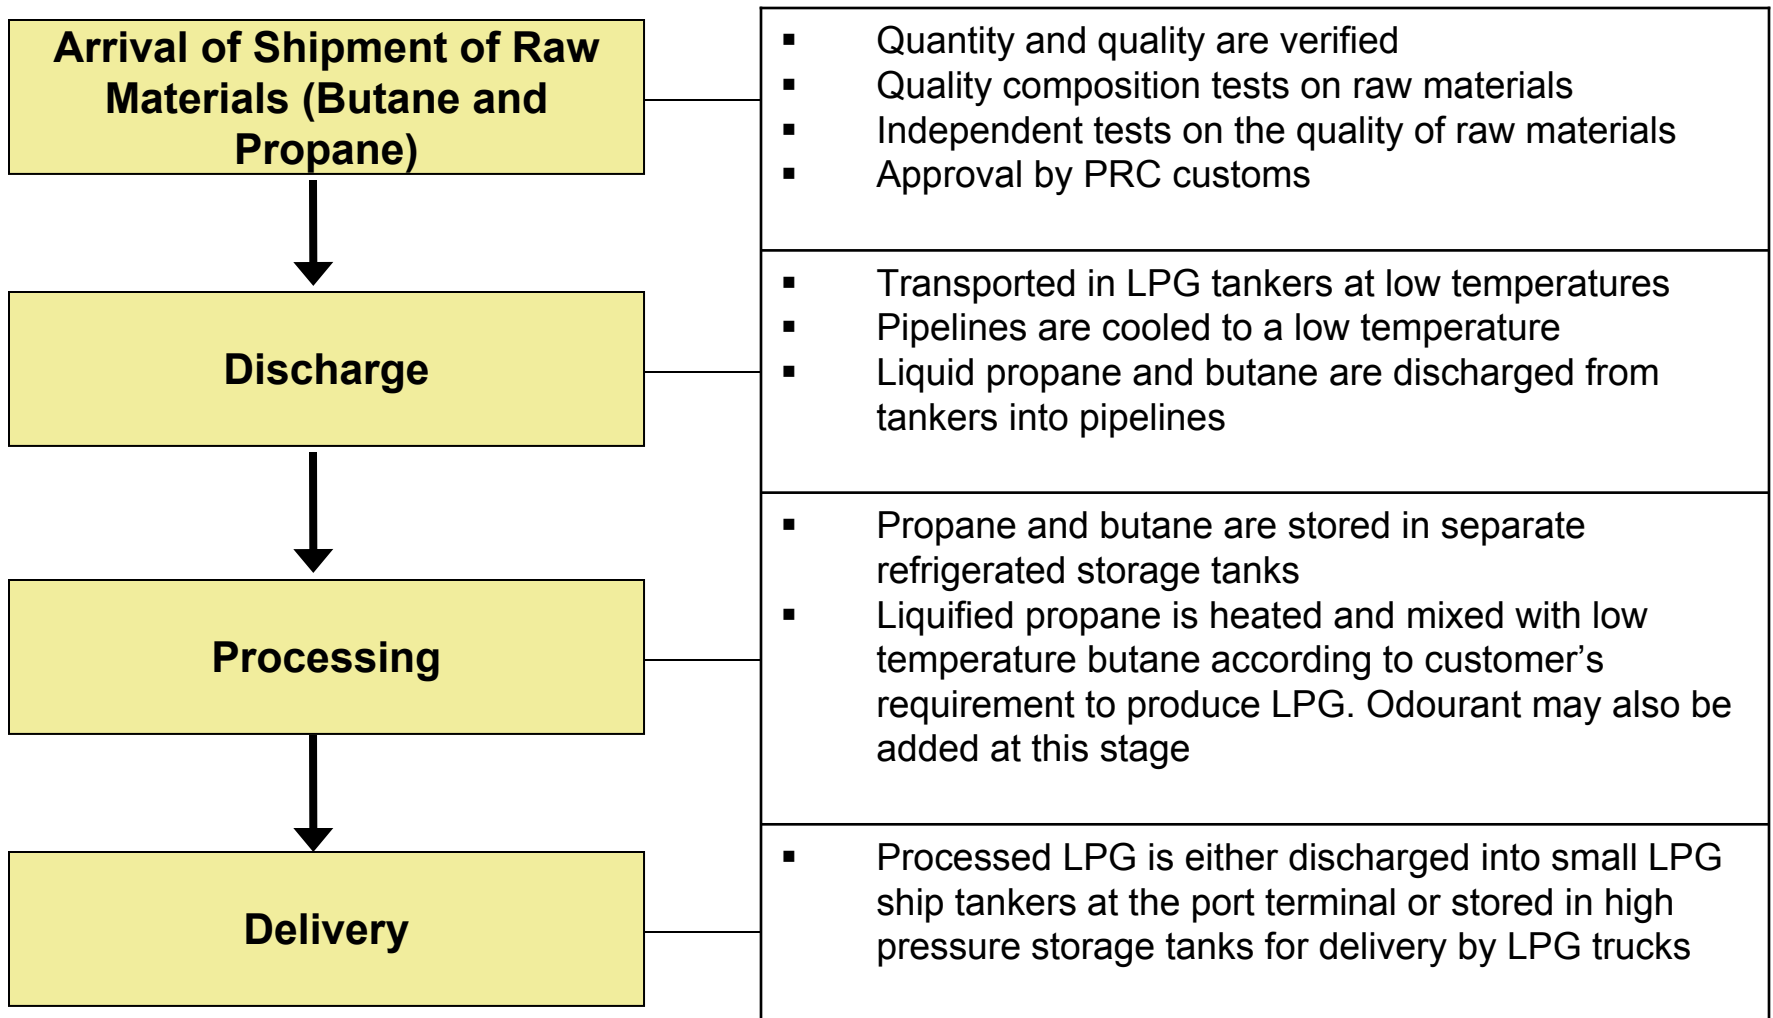 Arrival of Shipment of Raw
Materials (Butane and
Propane)
▪ Quantity and quality are verified
▪ Quality composition tests on raw materials
▪ Independent tests on the quality of raw materials
▪ Approval by PRC customs
Discharge
▪ Transported in LPG tankers at low temperatures
▪ Pipelines are cooled to a low temperature
▪ Liquid propane and butane are discharged from
tankers into pipelines
Processing
▪ Propane and butane are stored in separate
refrigerated storage tanks
▪ Liquified propane is heated and mixed with low
temperature butane according to customer’s
requirement to produce LPG. Odourant may also be
added at this stage
Delivery
▪ Processed LPG is either discharged into small LPG
ship tankers at the port terminal or stored in high
pressure storage tanks for delivery by LPG trucks